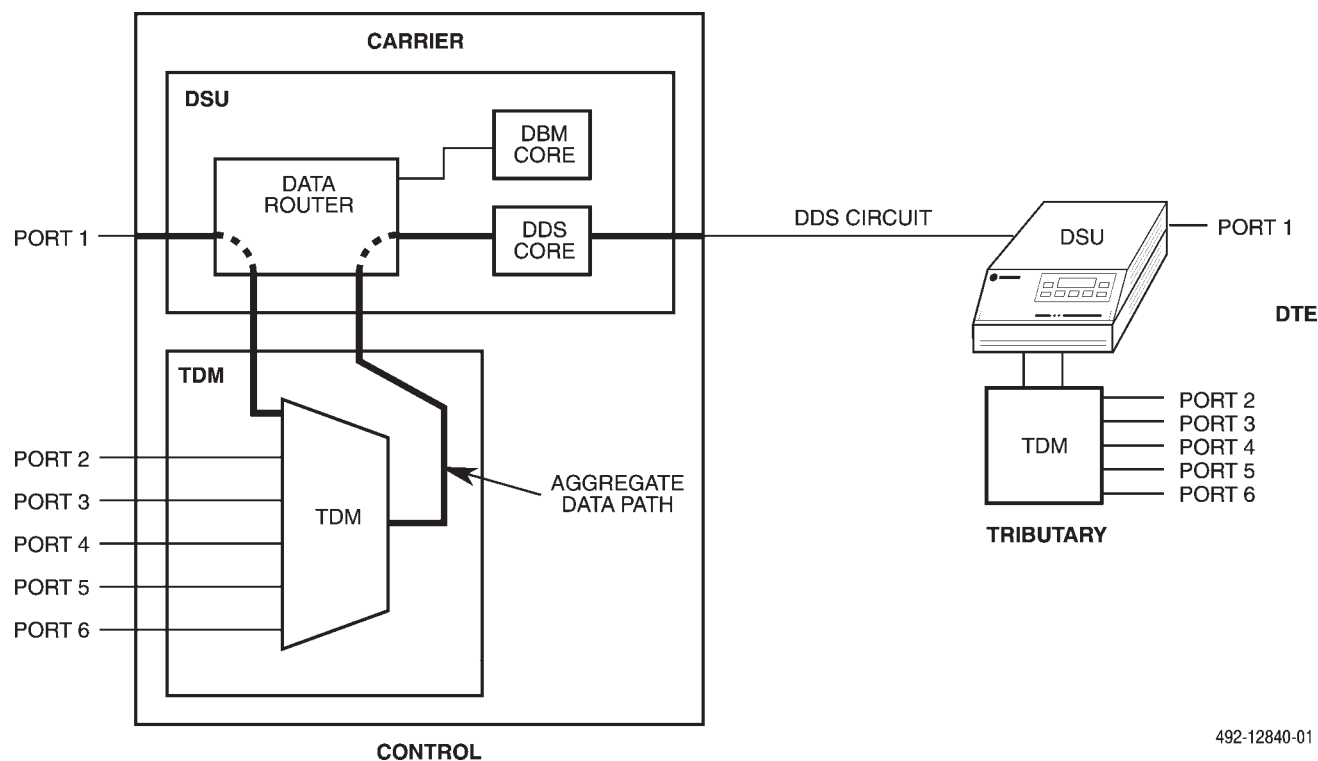 CARRIER
DSU
DBM
CORE
DATA
ROUTER
PORT 1
DDS
CORE
DDS CIRCUIT
DSU
PORT 1
DTE
TDM
PORT 2
PORT 3
PORT 4
PORT 5
PORT 6
TDM
AGGREGATE
DATA PATH
TDM
PORT 2
PORT 3
PORT 4
PORT 5
PORT 6
TRIBUTARY
CONTROL
492-12840-01